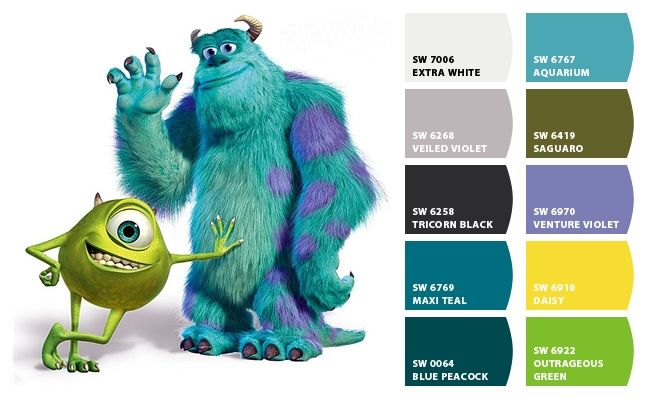 SW 7006
EXTRA WHITE
SW 6767
AQUARIUM
SW 6268
VEILED VIOLET
SW 6419
SAGUARO
SW 6258
TRICORN BLACK
SW 6970
VENTURE VIOLET
SW 6769
MAXI TEAL
SW 6910
DAISY
SW 0064
BLUE PEACOCK
SW 6922
OUTRAGEOUS
GREEN